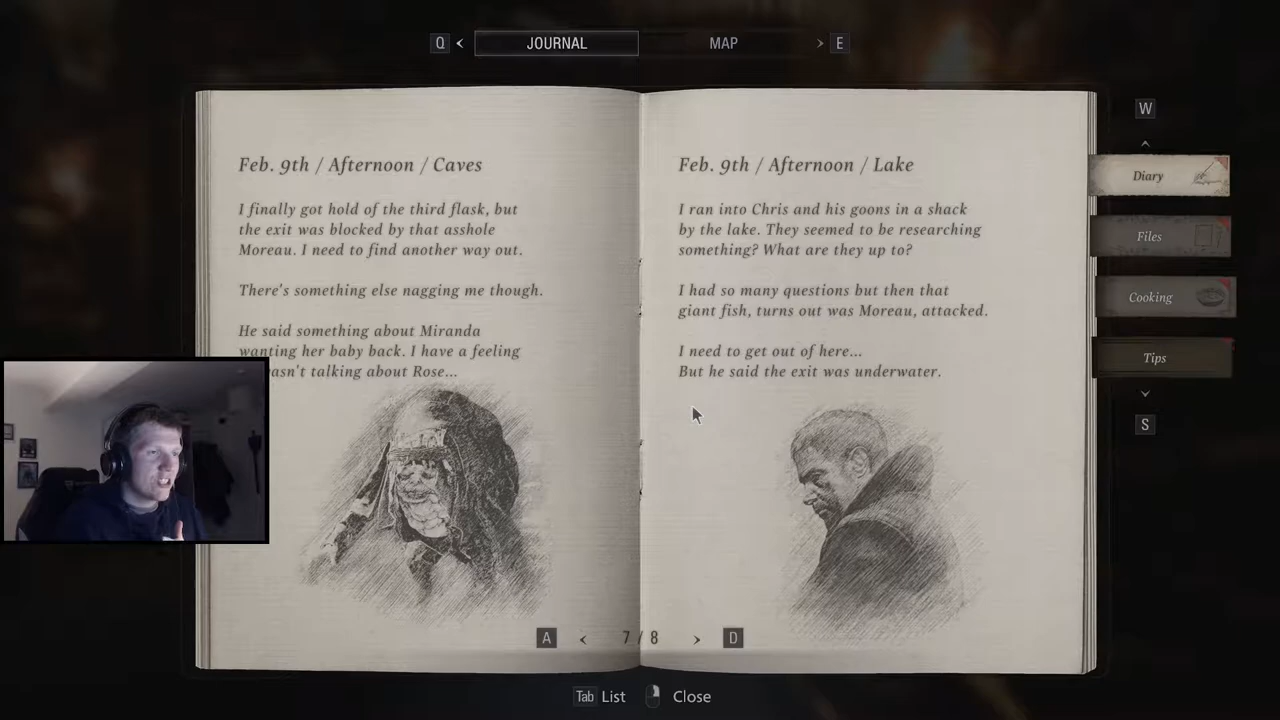 Q < JOURNAL MAP > E
Feb. 9th / Afternoon / Caves
I finally got hold of the third flask, but
the exit was blocked by that asshole
Moreau. I need to find another way out.
There's something else nagging me though.
He said something about Miranda
wanting her baby back. I have a feeling
wasn't talking about Rose...
Feb. 9th / Afternoon / Lake
I ran into Chris and his goons in a shack
by the lake. They seemed to be researching
something? What are they up to?
I had so many questions but then that
giant fish, turns out was Moreau, attacked.
I need to get out of here...
But he said the exit was underwater.
W
Diary
Files
Cooking
Tips
S
A < 7 / 8 > D
Tab List Close